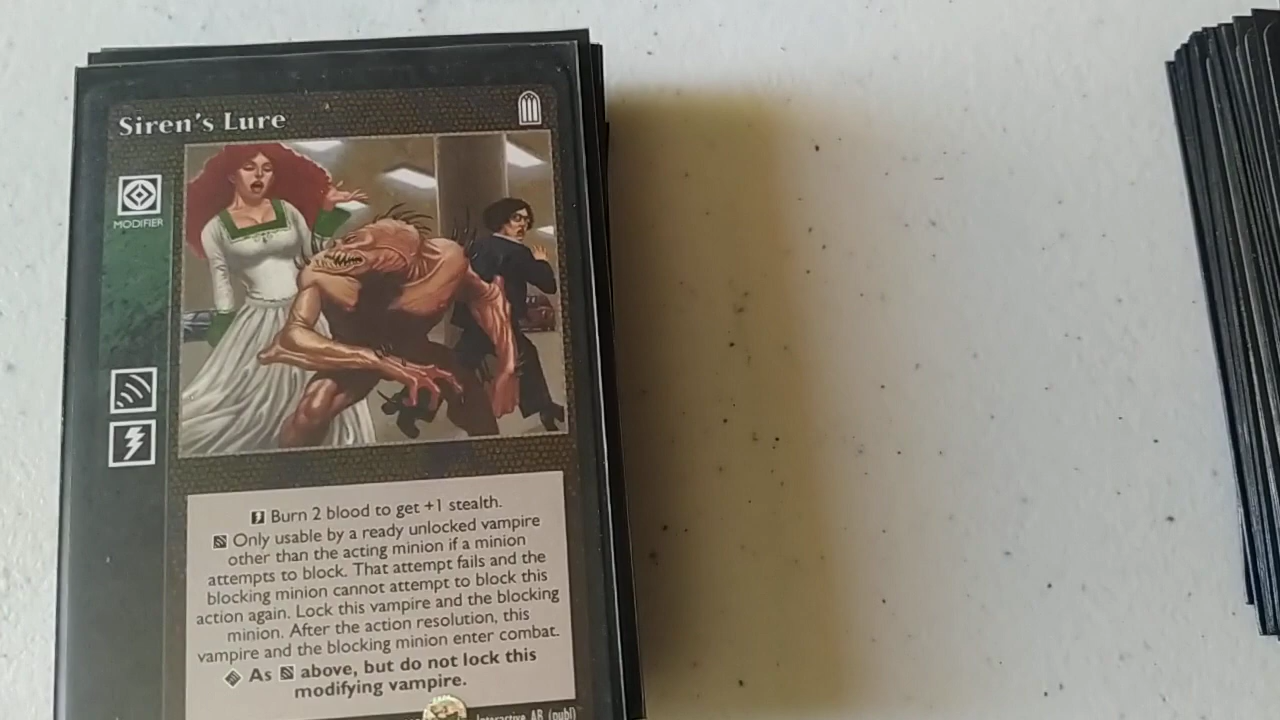 Siren's Lure
MODIFIER
Burn 2 blood to get +1 stealth.
Only usable by a ready unlocked vampire
other than the acting minion if a minion
attempts to block. That attempt fails and the
blocking minion cannot attempt to block this
action again. Lock this vampire and the blocking
minion. After the action resolution, this
vampire and the blocking minion enter combat.
As above, but do not lock this
modifying vampire.
Interactive AB (publ)